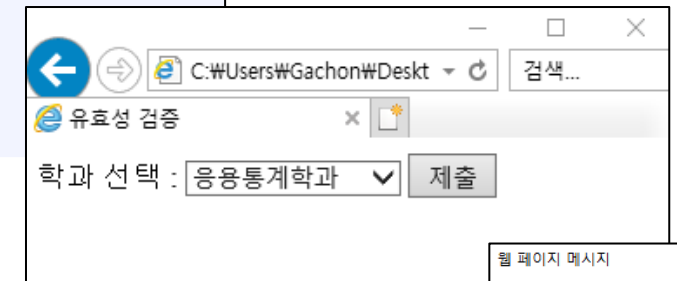 C:₩Users₩Gachon₩Deskt
검색...
유효성 검증
학과 선택 : 응용통계학과 제출
웹 페이지 메시지